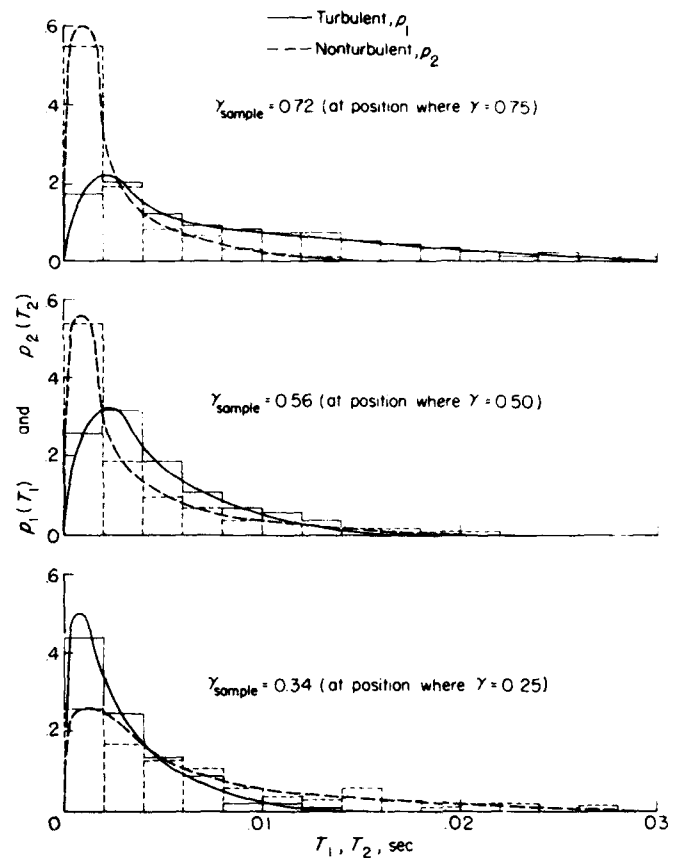 Turbulent, p₁
Nonturbulent, p₂
.6
.4
.2
0
γsample = 0.72 (at position where γ = 0.75)
.6
.4
.2
0
γsample = 0.56 (at position where γ = 0.50)
p₁(T₁) and p₂(T₂)
.6
.4
.2
0
γsample = 0.34 (at position where γ = 0.25)
.01 .02 .03
T₁, T₂, sec